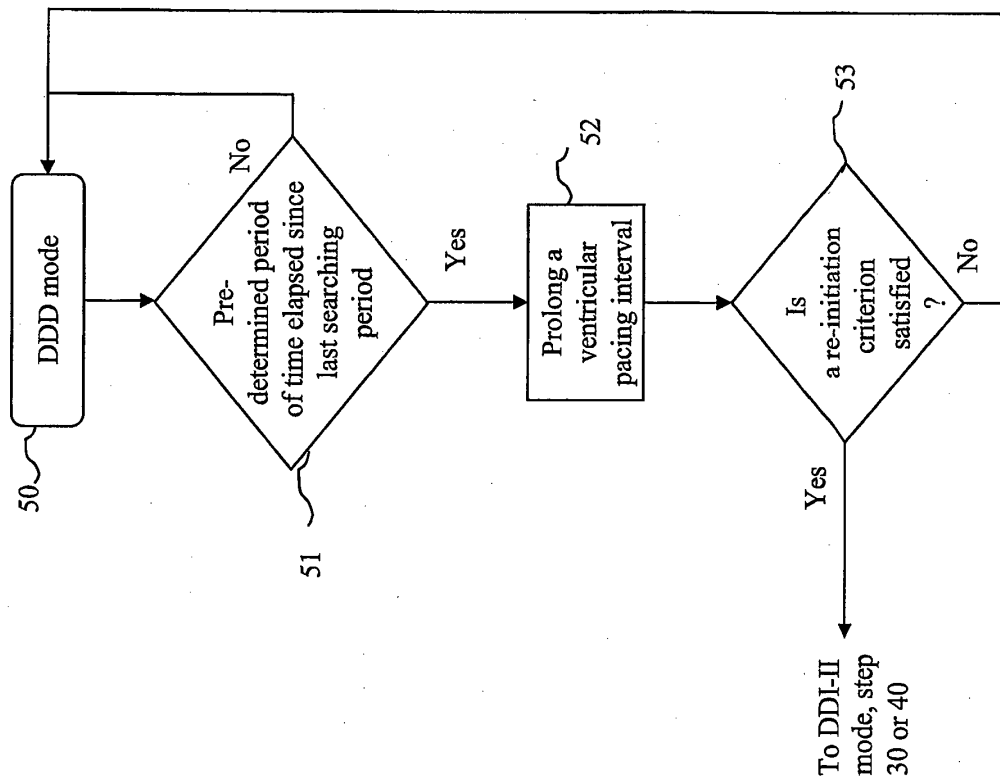 DDD mode
50
Pre-
determined period
of time elapsed since
last searching
period
No
51
Yes
Prolong a
ventricular
pacing interval
52
Is
a re-initiation
criterion
satisfied
?
53
Yes
No
To DDI-II
mode, step
30 or 40